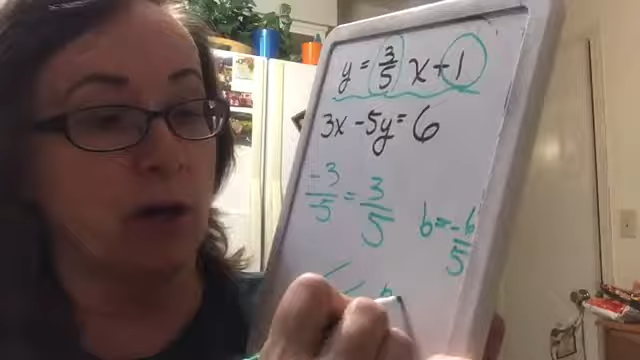 y = 3/5 x + 1
3x - 5y = 6
-3/-5 = 3/5
b = -6/5